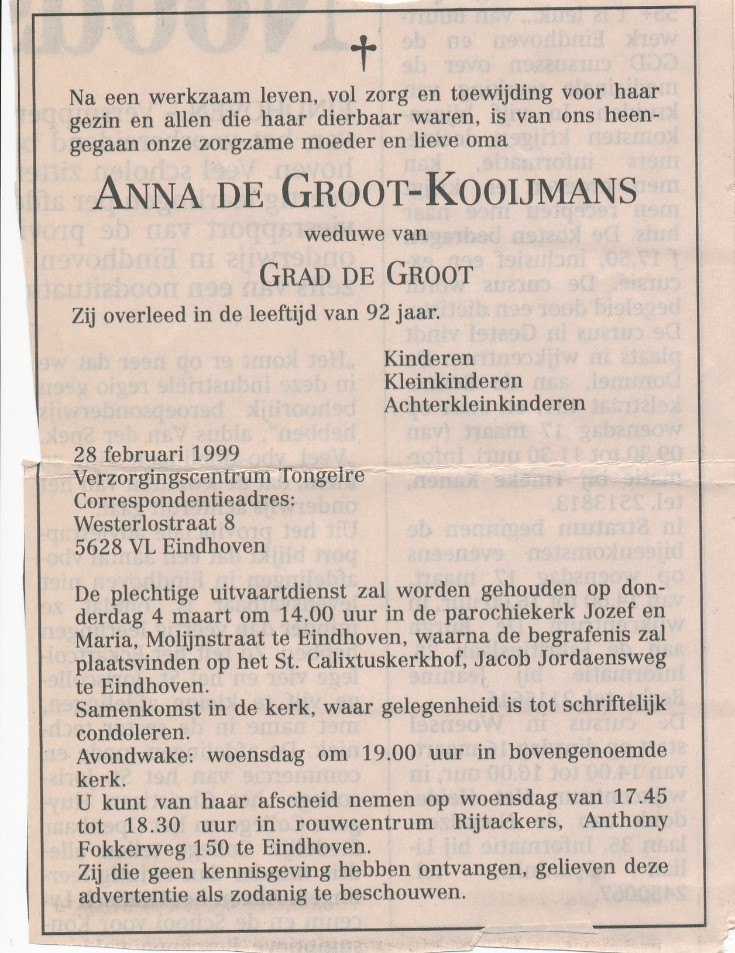 Na een werkzaam leven, vol zorg en toewijding voor haar
gezin en allen die haar dierbaar waren, is van ons heen-
gegaan onze zorgzame moeder en lieve oma
ANNA DE GROOT-KOOIJMANS
weduwe van
GRAD DE GROOT
Zij overleed in de leeftijd van 92 jaar.
Kinderen
Kleinkinderen
Achterkleinkinderen
28 februari 1999
Verzorgingscentrum Tongelre
Correspondentieadres:
Westerlostraat 8
5628 VL Eindhoven
De plechtige uitvaartdienst zal worden gehouden op don-
derdag 4 maart om 14.00 uur in de parochiekerk Jozef en
Maria, Molijnstraat te Eindhoven, waarna de begrafenis zal
plaatsvinden op het St. Calixtuskerkhof, Jacob Jordaensweg
te Eindhoven.
Samenkomst in de kerk, waar gelegenheid is tot schriftelijk
condoleren.
Avondwake: woensdag om 19.00 uur in bovengenoemde
kerk.
U kunt van haar afscheid nemen op woensdag van 17.45
tot 18.30 uur in rouwcentrum Rijtackers, Anthony
Fokkerweg 150 te Eindhoven.
Zij die geen kennisgeving hebben ontvangen, gelieven deze
advertentie als zodanig te beschouwen.